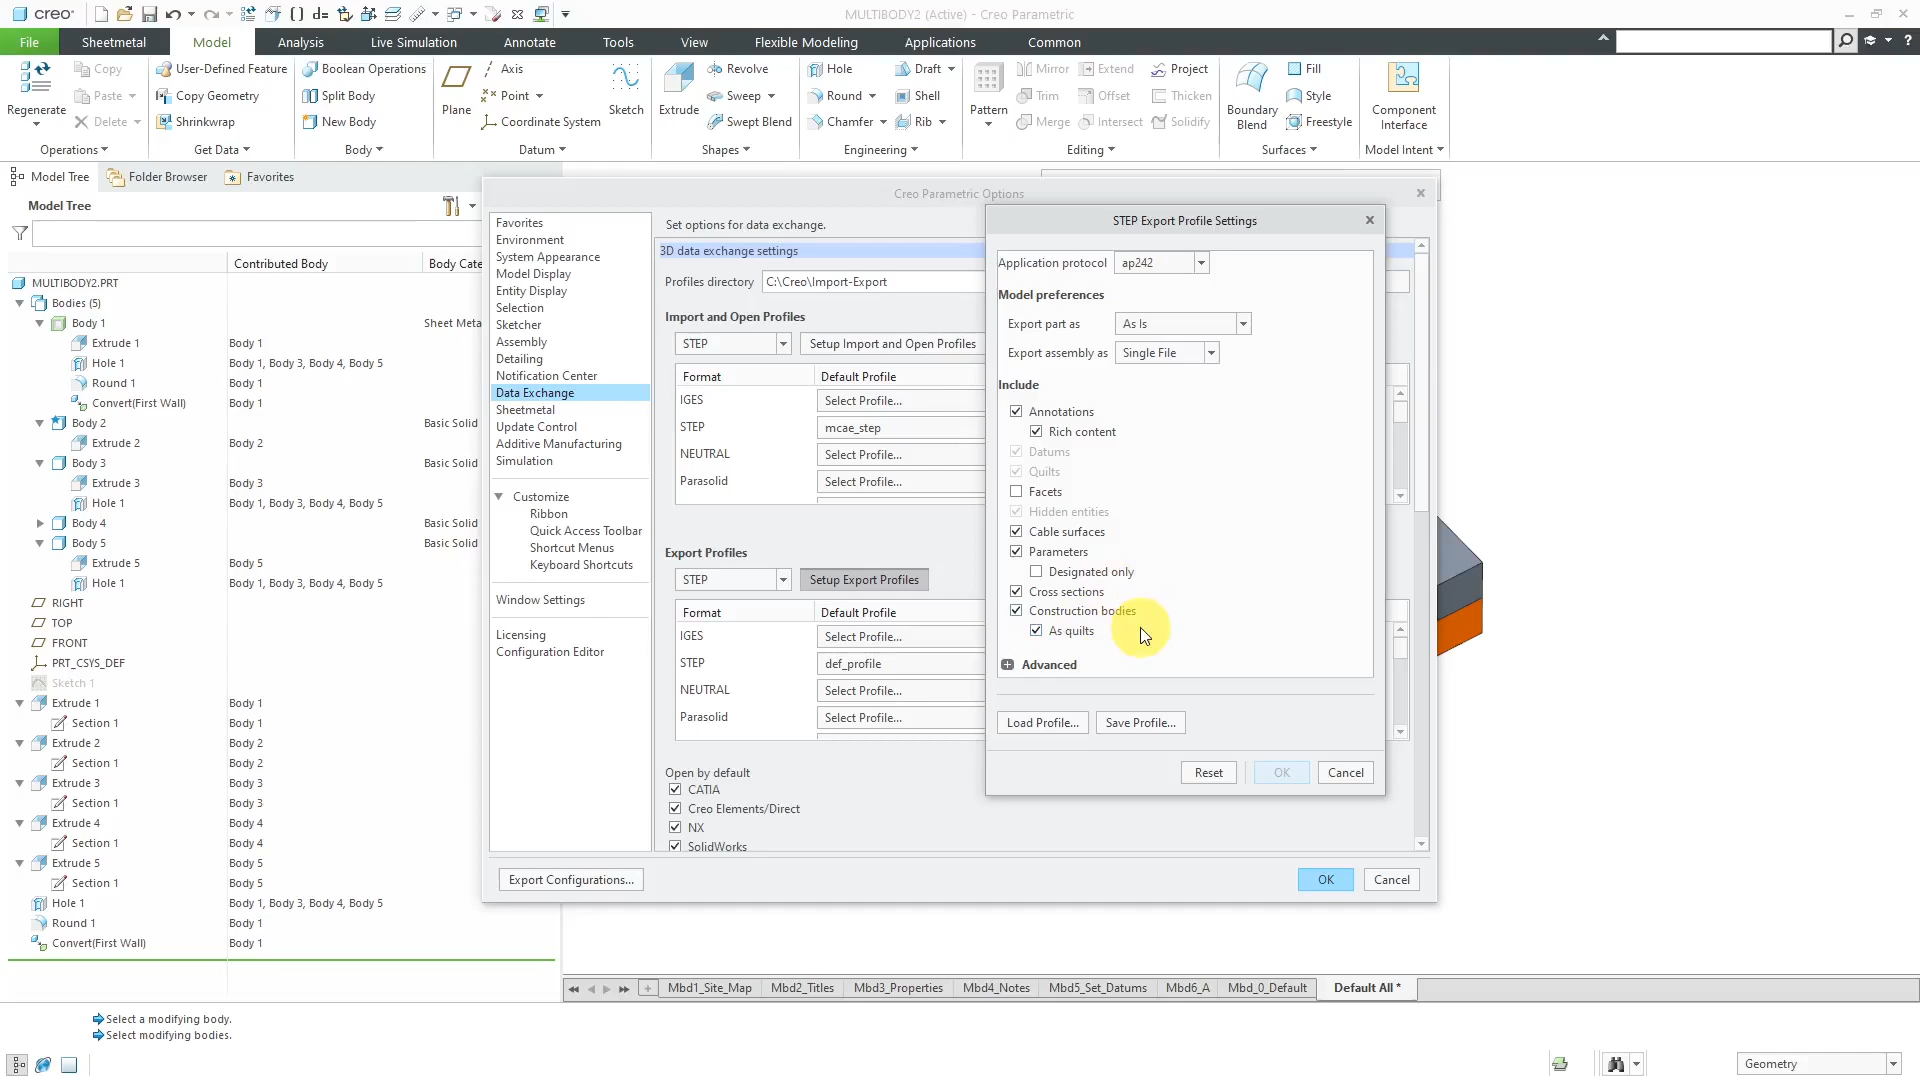 creo
MULTIBODY2 (Active) - Creo Parametric
File Sheetmetal Model Analysis Live Simulation Annotate Tools View Flexible Modeling Applications Common
Regenerate
Copy
Paste
Delete
Operations
User-Defined Feature
Copy Geometry
Shrinkwrap
Get Data
Boolean Operations
Split Body
New Body
Body
Plane
Axis
Point
Coordinate System
Sketch
Datum
Extrude
Revolve
Sweep
Swept Blend
Shapes
Hole
Round
Chamfer
Draft
Shell
Rib
Engineering
Pattern
Mirror
Trim
Merge
Extend
Offset
Intersect
Project
Thicken
Solidify
Editing
Boundary
Blend
Fill
Style
Freestyle
Surfaces
Component
Interface
Model Intent
Model Tree Folder Browser Favorites
Model Tree
Contributed Body Body Cate
MULTIBODY2.PRT
Bodies (5)
Body 1 Sheet Meta
Extrude 1 Body 1
Hole 1 Body 1, Body 3, Body 4, Body 5
Round 1 Body 1
Convert(First Wall) Body 1
Body 2 Basic Solid
Extrude 2 Body 2
Body 3 Basic Solid
Extrude 3 Body 3
Hole 1 Body 1, Body 3, Body 4, Body 5
Body 4 Basic Solid
Body 5 Basic Solid
Extrude 5 Body 5
Hole 1 Body 1, Body 3, Body 4, Body 5
RIGHT
TOP
FRONT
PRT_CSYS_DEF
Sketch 1
Extrude 1 Body 1
Section 1 Body 1
Extrude 2 Body 2
Section 1 Body 2
Extrude 3 Body 3
Section 1 Body 3
Extrude 4 Body 4
Section 1 Body 4
Extrude 5 Body 5
Section 1 Body 5
Hole 1 Body 1, Body 3, Body 4, Body 5
Round 1 Body 1
Convert(First Wall) Body 1
Creo Parametric Options
Favorites
Environment
System Appearance
Model Display
Entity Display
Selection
Sketcher
Assembly
Detailing
Notification Center
Data Exchange
Sheetmetal
Update Control
Additive Manufacturing
Simulation
Customize
Ribbon
Quick Access Toolbar
Shortcut Menus
Keyboard Shortcuts
Window Settings
Licensing
Configuration Editor
Set options for data exchange.
3D data exchange settings
Profiles directory C:\Creo\Import-Export
Import and Open Profiles
STEP Setup Import and Open Profiles
Format Default Profile
IGES Select Profile...
STEP mcae_step
NEUTRAL Select Profile...
Parasolid Select Profile...
Export Profiles
STEP Setup Export Profiles
Format Default Profile
IGES Select Profile...
STEP def_profile
NEUTRAL Select Profile...
Parasolid Select Profile...
Open by default
CATIA
Creo Elements/Direct
NX
SolidWorks
Export Configurations... OK Cancel
STEP Export Profile Settings
Application protocol ap242
Model preferences
Export part as As Is
Export assembly as Single File
Include
Annotations
Rich content
Datums
Quilts
Facets
Hidden entities
Cable surfaces
Parameters
Designated only
Cross sections
Construction bodies
As quilts
Advanced
Load Profile... Save Profile...
Reset OK Cancel
Mbd1_Site_Map Mbd2_Titles Mbd3_Properties Mbd4_Notes Mbd5_Set_Datums Mbd6_A Mbd_0_Default Default All *
Select a modifying body.
Select modifying bodies.
Geometry